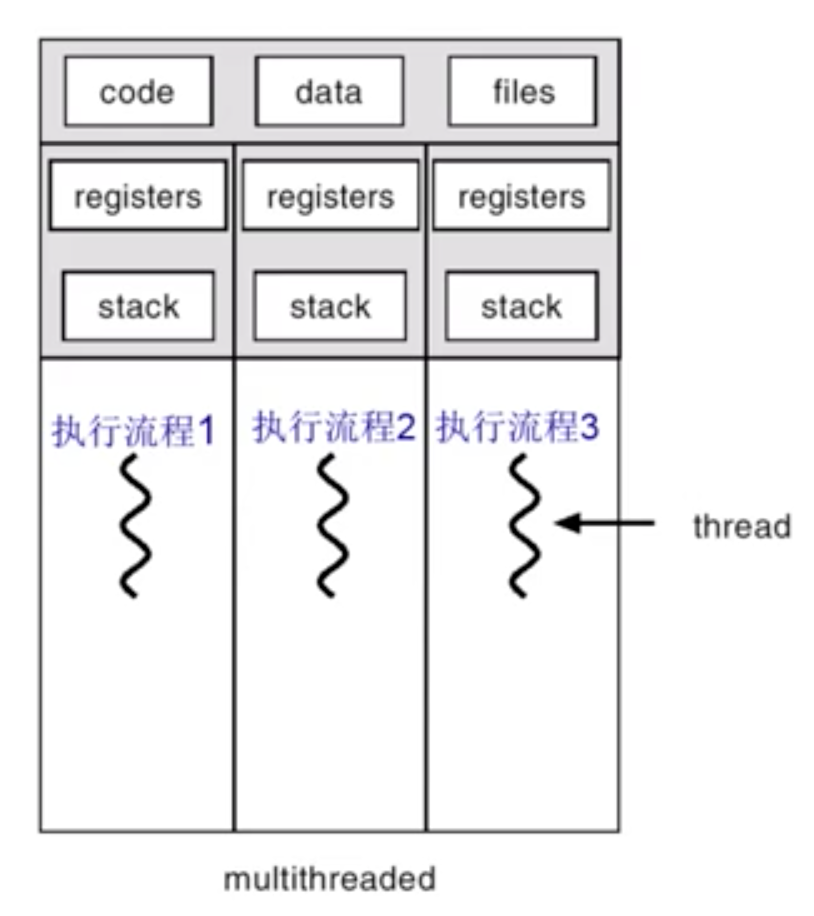 code data files
registers registers registers
stack stack stack
执行流程1 执行流程2 执行流程3
thread
multithreaded